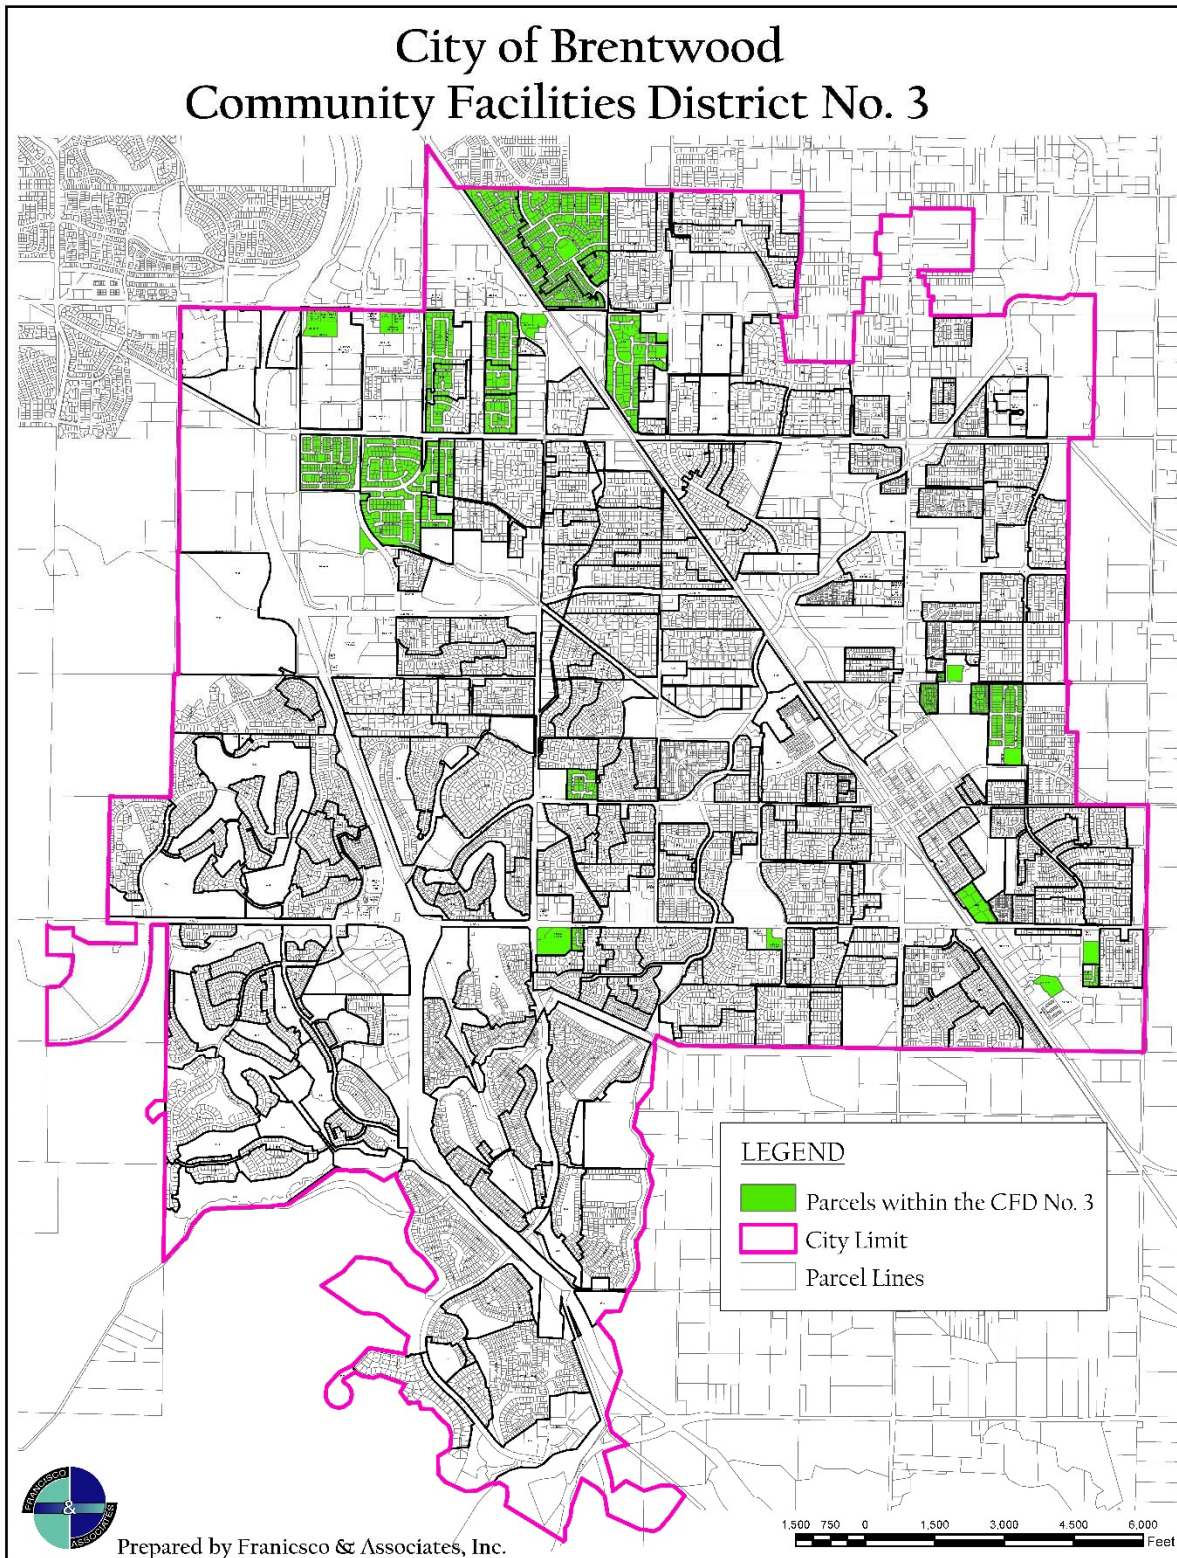 City of Brentwood
Community Facilities District No. 3
LEGEND
Parcels within the CFD No. 3
City Limit
Parcel Lines
FRANCISCO
&
ASSOCIATES
Prepared by Franicsco & Associates, Inc.
1,500 750 0 1,500 3,000 4,500 6,000
Feet